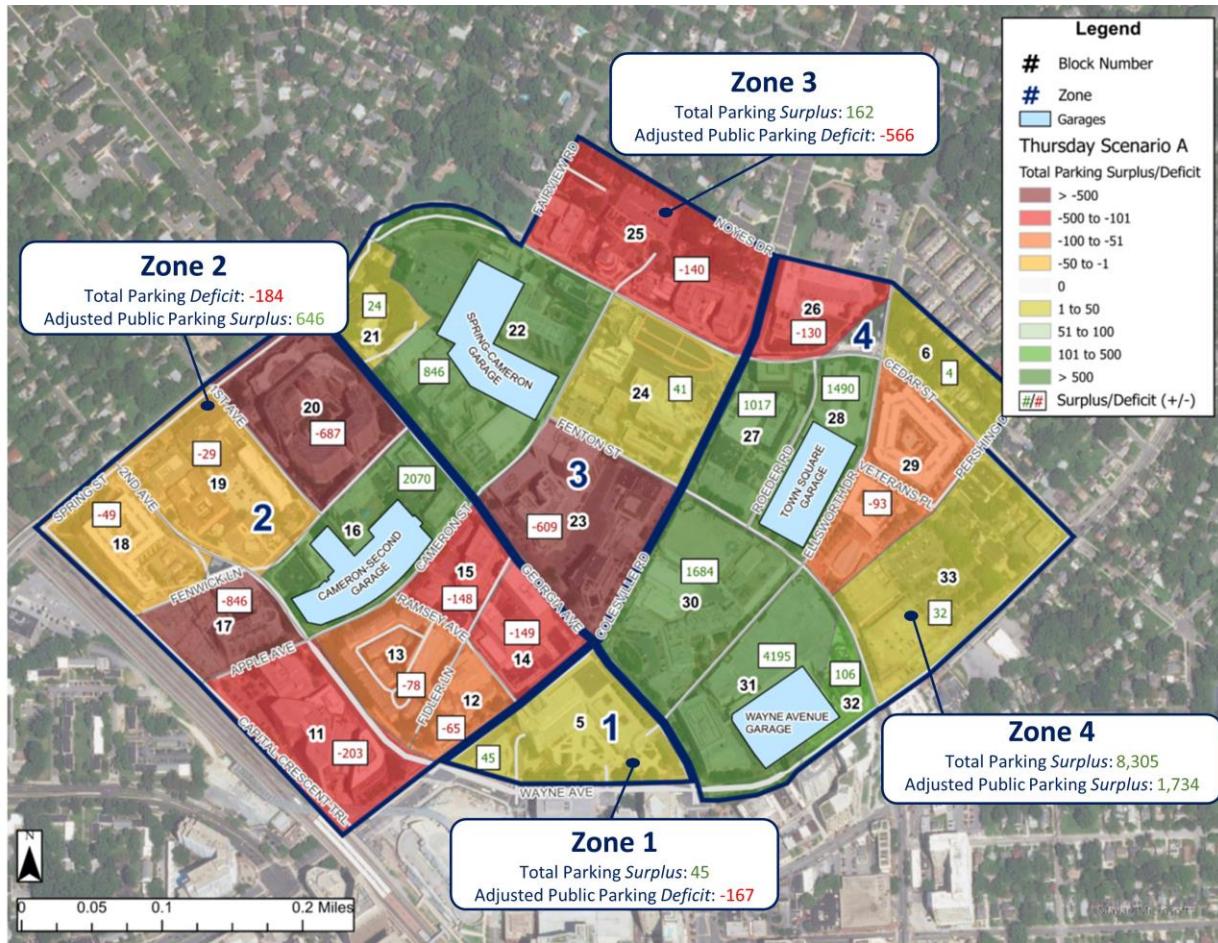 Legend
# Block Number
# Zone
Garages
Thursday Scenario A
Total Parking Surplus/Deficit
> -500
-500 to -101
-100 to -51
-50 to -1
0
1 to 50
51 to 100
101 to 500
> 500
#/# Surplus/Deficit (+/-)
Zone 3
Total Parking Surplus: 162
Adjusted Public Parking Deficit: -566
Zone 2
Total Parking Deficit: -184
Adjusted Public Parking Surplus: 646
FAIRVIEW RD
NOYES DR
25
-140
26
-130
4
6
4
CEDAR ST
24
21
22
SPRING-CAMERON
GARAGE
846
24
41
1017
27
1490
28
ROEDER RD
TOWN SQUARE
GARAGE
ELLSWORTH DR
29
VETERANS PL
-93
PERSHING D
1ST AVE
20
-687
FENTON ST
3
-609
23
-29
19
2ND AVE
2
SPRING ST
-49
18
2070
16
CAMERON ST
CAMERON-SECOND
GARAGE
FENWICK LN
-846
17
APPLE AVE
15
-148
RAMSEY AVE
GEORGIA AVE
COLESVILLE RD
-149
14
13
-78
FIDLER LN
12
-65
1684
30
33
32
4195
31
106
32
WAYNE AVENUE
GARAGE
11
-203
CAPITAL CRESCENT TRL
5
1
45
WAYNE AVE
Zone 4
Total Parking Surplus: 8,305
Adjusted Public Parking Surplus: 1,734
Zone 1
Total Parking Surplus: 45
Adjusted Public Parking Deficit: -167
N
0 0.05 0.1 0.2 Miles